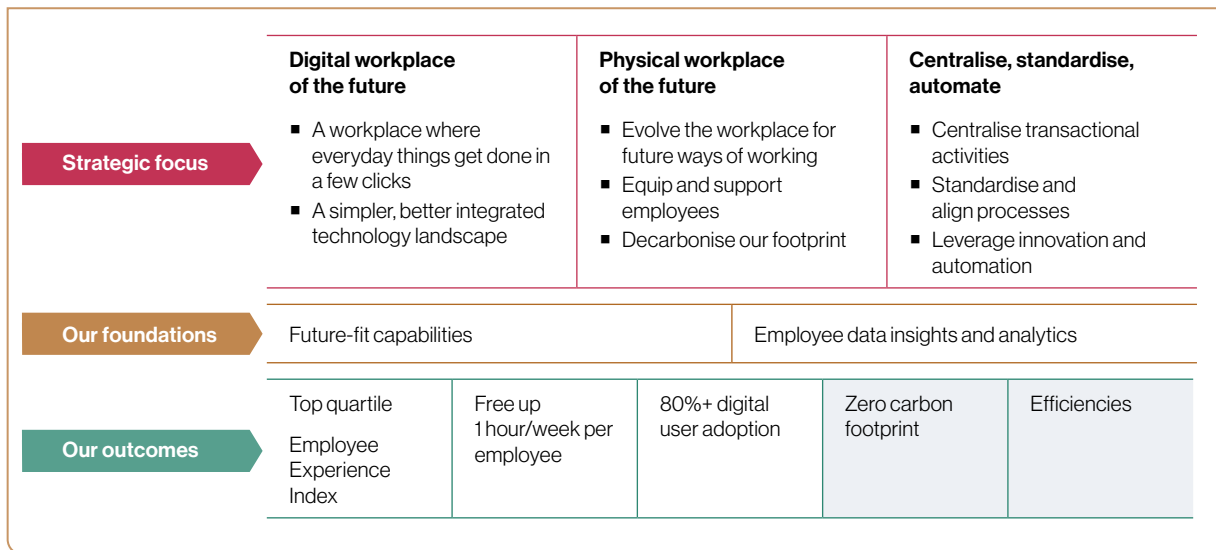 Strategic focus
Digital workplace
of the future
■ A workplace where
everyday things get done in
a few clicks
■ A simpler, better integrated
technology landscape
Physical workplace
of the future
■ Evolve the workplace for
future ways of working
■ Equip and support
employees
■ Decarbonise our footprint
Centralise, standardise,
automate
■ Centralise transactional
activities
■ Standardise and
align processes
■ Leverage innovation and
automation
Our foundations
Future-fit capabilities
Employee data insights and analytics
Our outcomes
Top quartile
Employee
Experience
Index
Free up
1 hour/week per
employee
80%+ digital
user adoption
Zero carbon
footprint
Efficiencies